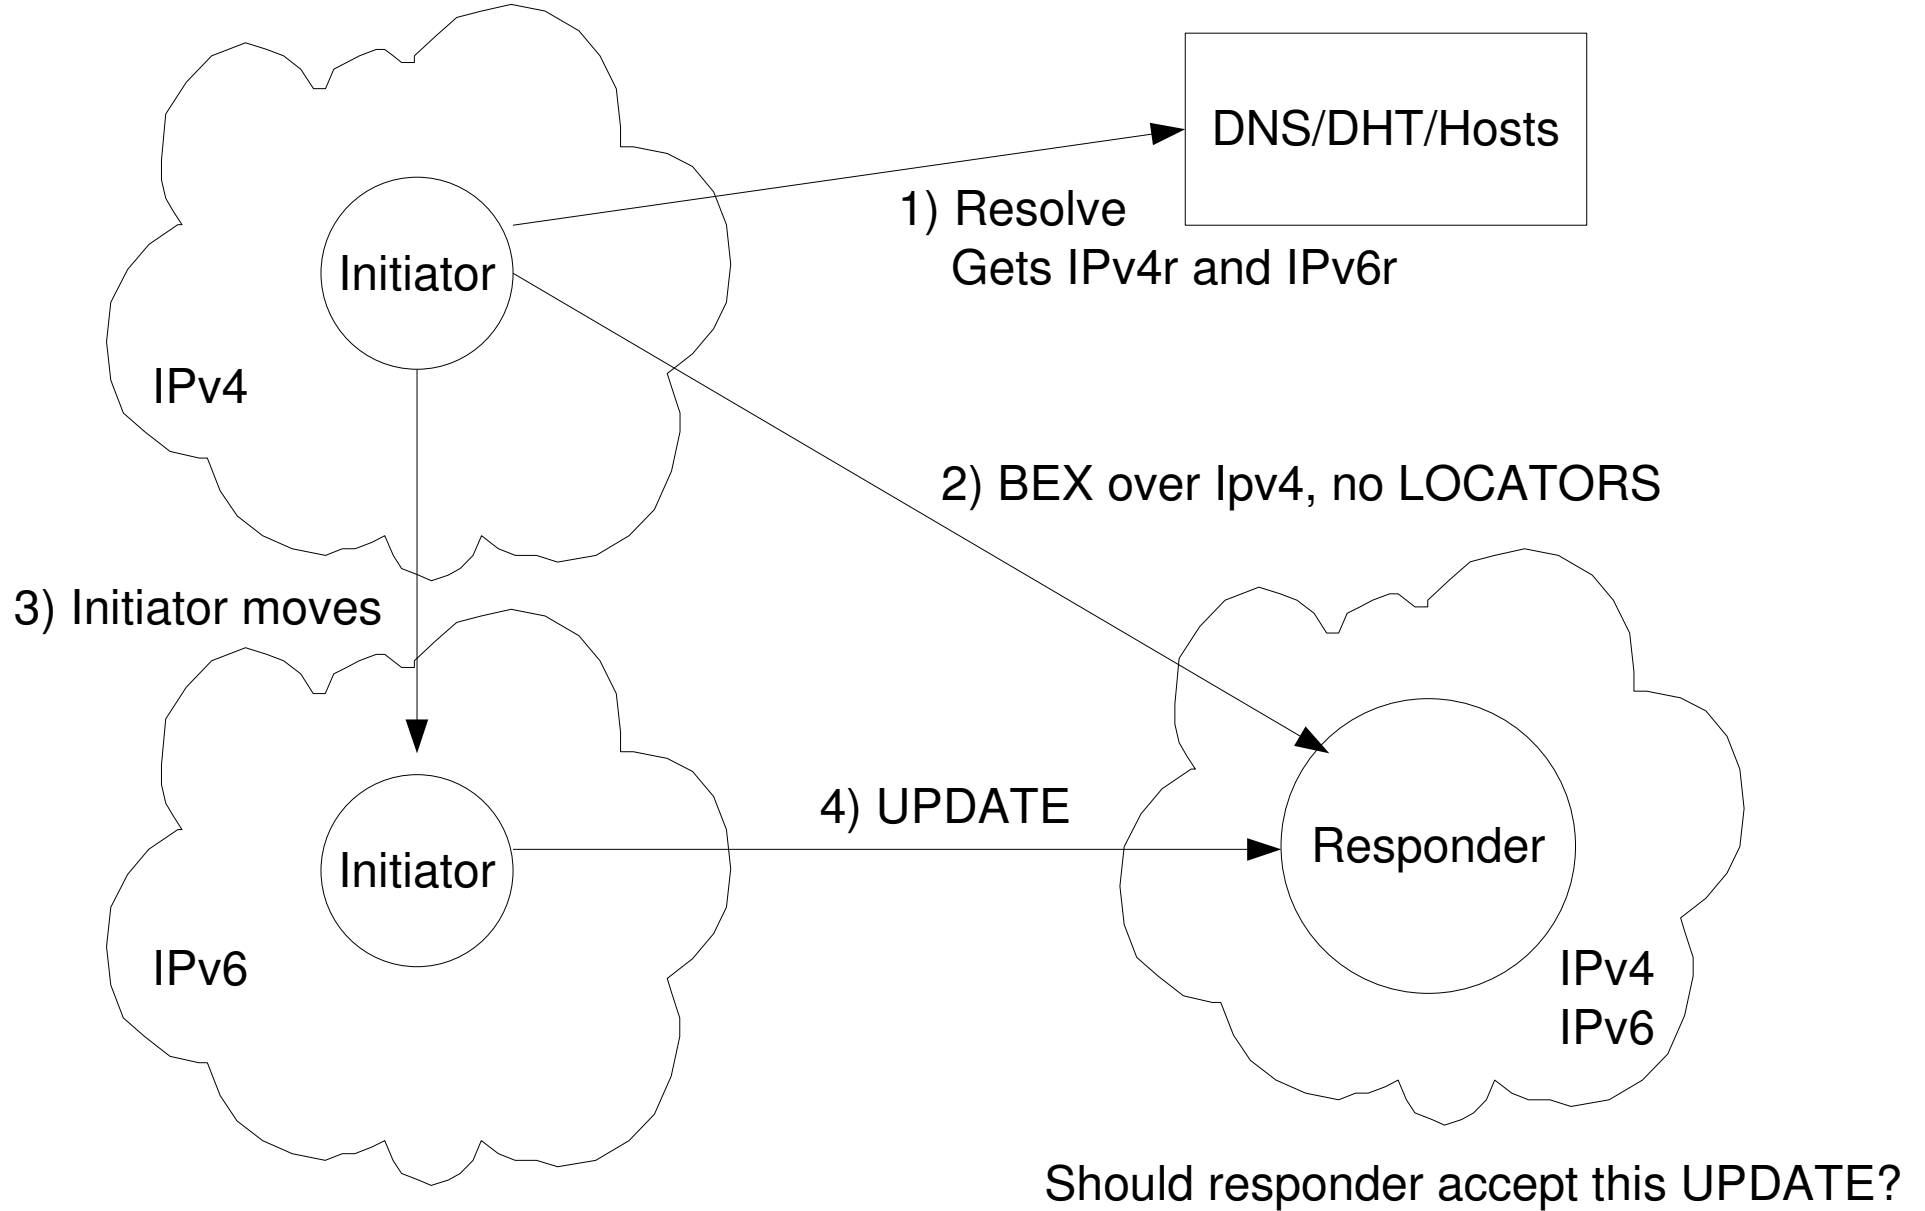 DNS/DHT/Hosts
1) Resolve
Gets IPv4r and IPv6r
Initiator
IPv4
2) BEX over Ipv4, no LOCATORS
3) Initiator moves
4) UPDATE
Responder
Initiator
IPv6
IPv4
IPv6
Should responder accept this UPDATE?